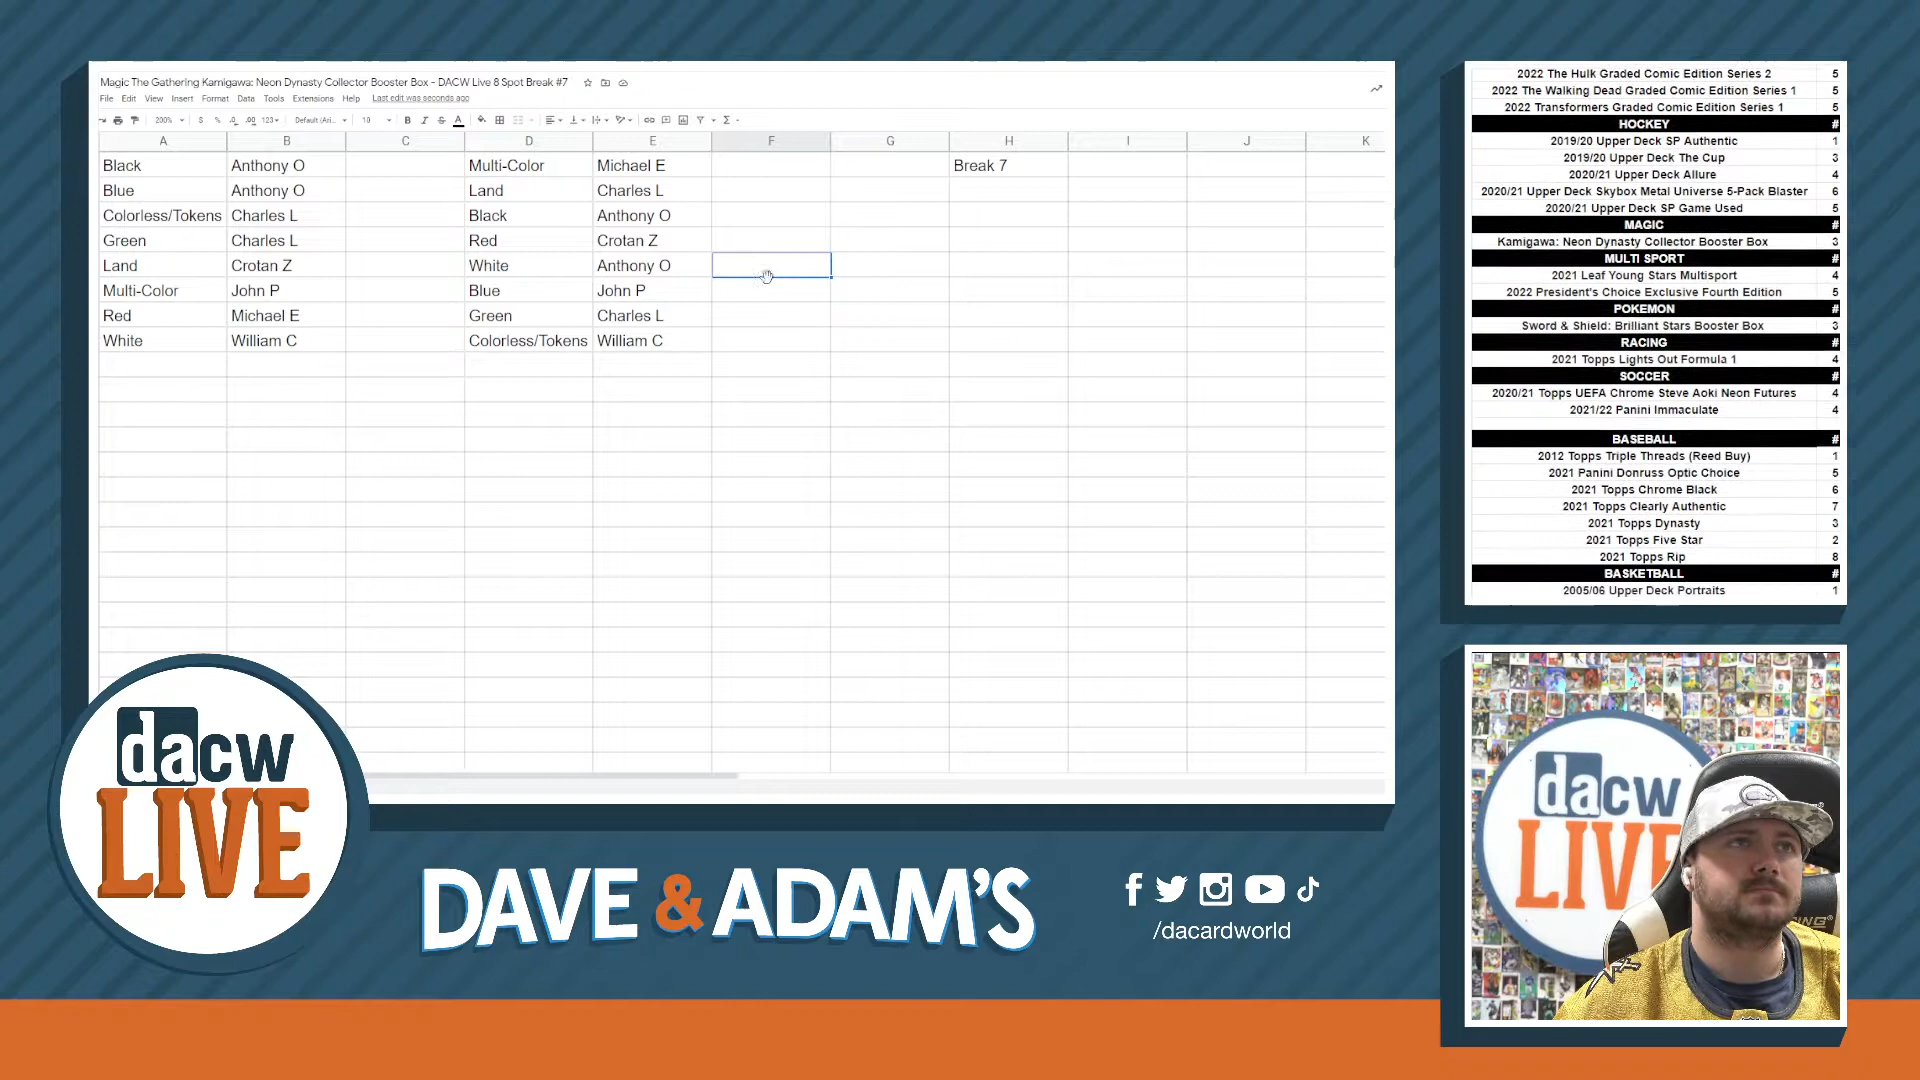 Magic The Gathering Kamigawa: Neon Dynasty Collector Booster Box - DACW Live 8 Spot Break #7
File Edit View Insert Format Data Tools Extensions Help Last edit was seconds ago
200% $ % .0 .00 123 Default (Ari... 10 B I S A
A B C D E F G H I J K
Black Anthony O Multi-Color Michael E Break 7
Blue Anthony O Land Charles L
Colorless/Tokens Charles L Black Anthony O
Green Charles L Red Crotan Z
Land Crotan Z White Anthony O
Multi-Color John P Blue John P
Red Michael E Green Charles L
White William C Colorless/Tokens William C
2022 The Hulk Graded Comic Edition Series 2 5
2022 The Walking Dead Graded Comic Edition Series 1 5
2022 Transformers Graded Comic Edition Series 1 5
HOCKEY #
2019/20 Upper Deck SP Authentic 1
2019/20 Upper Deck The Cup 3
2020/21 Upper Deck Allure 4
2020/21 Upper Deck Skybox Metal Universe 5-Pack Blaster 6
2020/21 Upper Deck SP Game Used 5
MAGIC #
Kamigawa: Neon Dynasty Collector Booster Box 3
MULTI SPORT #
2021 Leaf Young Stars Multisport 4
2022 President's Choice Exclusive Fourth Edition 5
POKEMON #
Sword & Shield: Brilliant Stars Booster Box 3
RACING #
2021 Topps Lights Out Formula 1 4
SOCCER #
2020/21 Topps UEFA Chrome Steve Aoki Neon Futures 4
2021/22 Panini Immaculate 4
BASEBALL #
2012 Topps Triple Threads (Reed Buy) 1
2021 Panini Donruss Optic Choice 5
2021 Topps Chrome Black 6
2021 Topps Clearly Authentic 7
2021 Topps Dynasty 3
2021 Topps Five Star 2
2021 Topps Rip 8
BASKETBALL #
2005/06 Upper Deck Portraits 1
dacw
LIVE
DAVE & ADAM'S
/dacardworld
dacw
LIVE